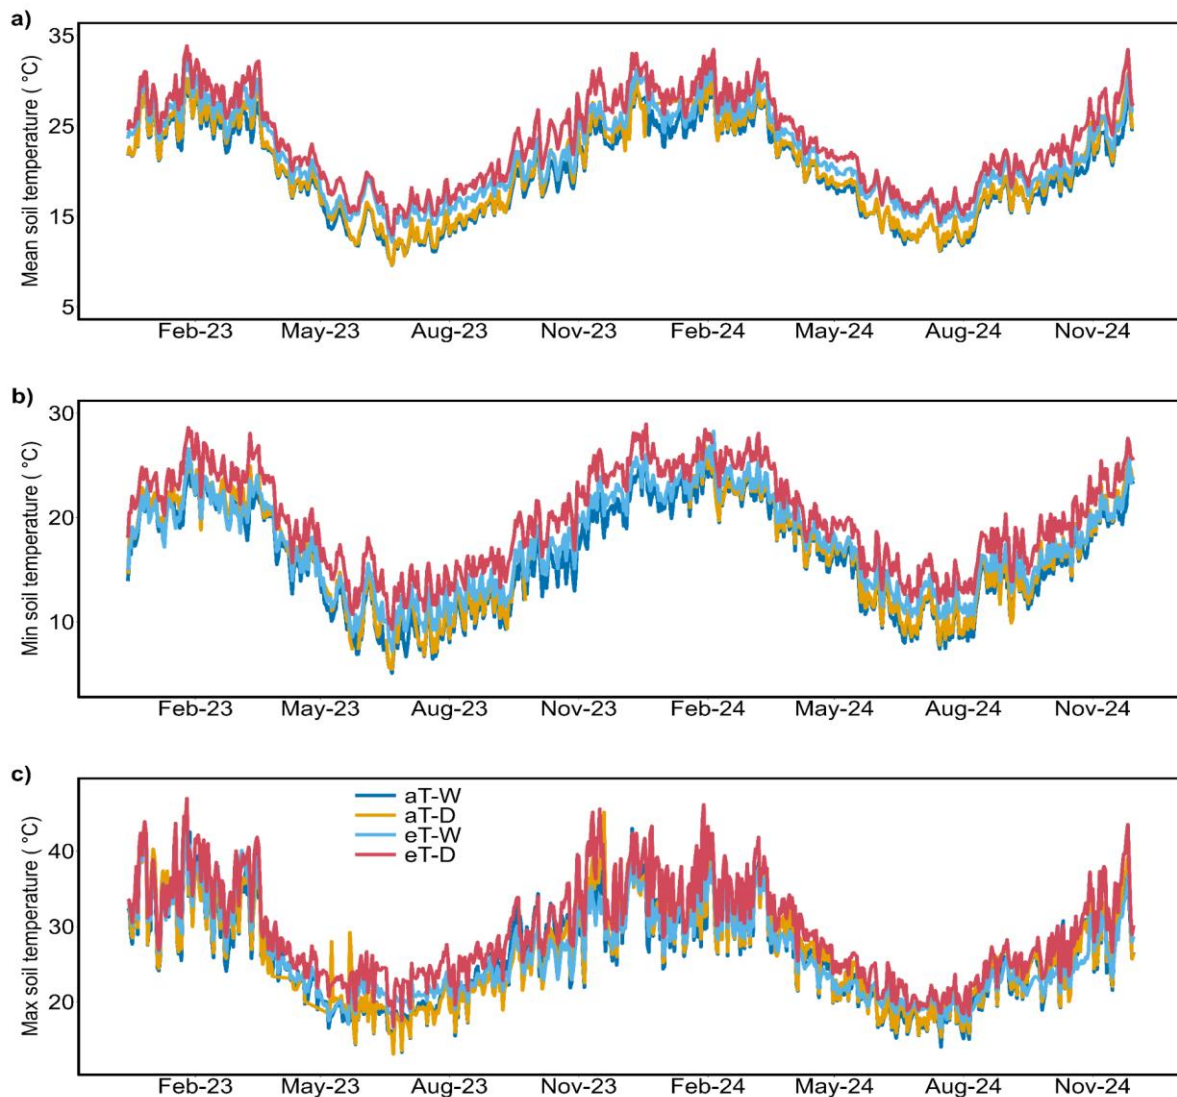 a)
Mean soil temperature ( °C)
35
25
15
5
Feb-23 May-23 Aug-23 Nov-23 Feb-24 May-24 Aug-24 Nov-24
b)
Min soil temperature ( °C)
30
20
10
Feb-23 May-23 Aug-23 Nov-23 Feb-24 May-24 Aug-24 Nov-24
c)
Max soil temperature ( °C)
40
30
20
aT-W
aT-D
eT-W
eT-D
Feb-23 May-23 Aug-23 Nov-23 Feb-24 May-24 Aug-24 Nov-24